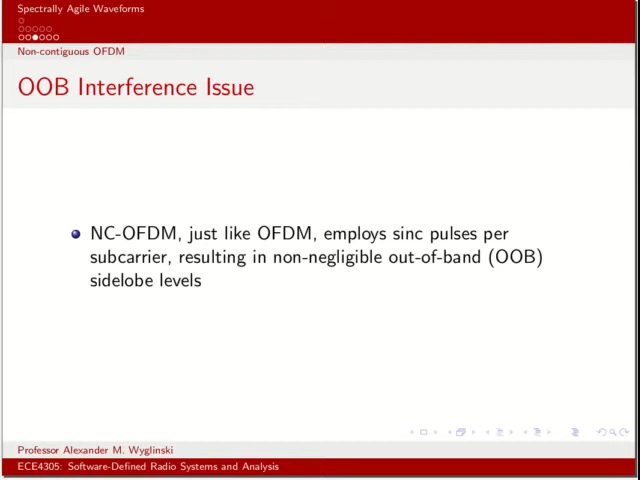 Spectrally Agile Waveforms
Non-contiguous OFDM
OOB Interference Issue
NC-OFDM, just like OFDM, employs sinc pulses per
subcarrier, resulting in non-negligible out-of-band (OOB)
sidelobe levels
Professor Alexander M. Wyglinski
ECE4305: Software-Defined Radio Systems and Analysis